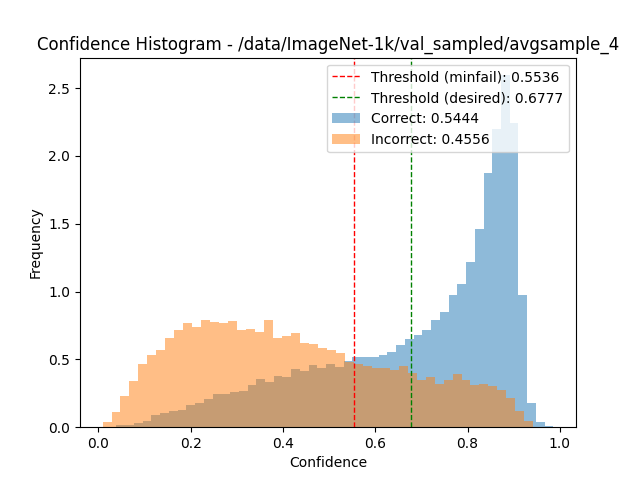 Confidence Histogram - /data/ImageNet-1k/val_sampled/avgsample_4
Threshold (minfail): 0.5536
Threshold (desired): 0.6777
Correct: 0.5444
Incorrect: 0.4556
2.5
2.0
1.5
1.0
0.5
0.0
Frequency
0.0 0.2 0.4 0.6 0.8 1.0
Confidence